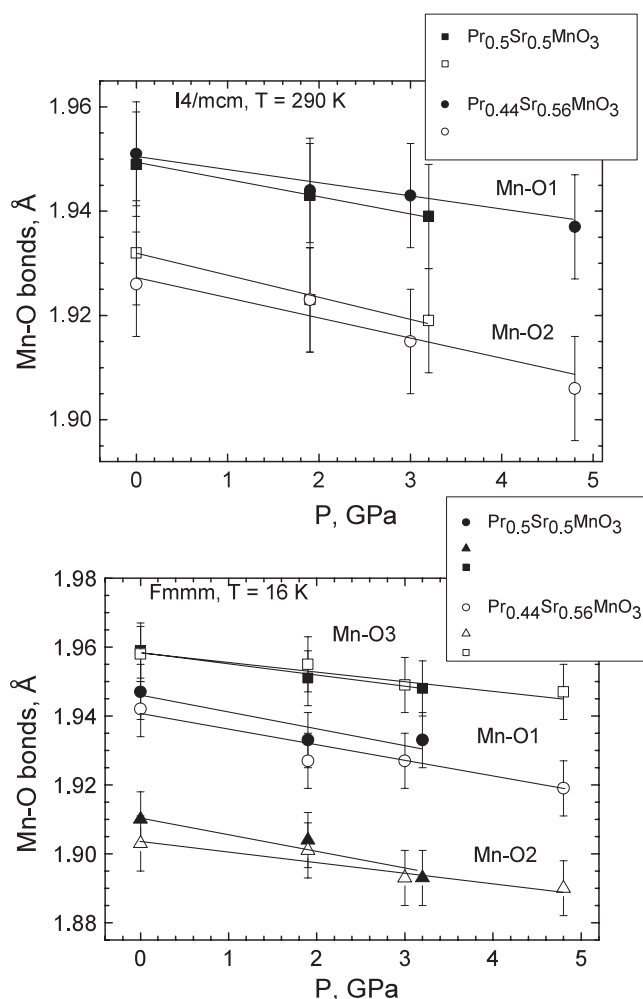 Pr0.5Sr0.5MnO3
Pr0.44Sr0.56MnO3
I4/mcm, T = 290 K
1.96
1.94
1.92
1.90
Mn-O bonds, Å
Mn-O1
Mn-O2
0 1 2 3 4 5
P, GPa
Pr0.5Sr0.5MnO3
Pr0.44Sr0.56MnO3
Fmmm, T = 16 K
1.98
1.96
1.94
1.92
1.90
1.88
Mn-O bonds, Å
Mn-O3
Mn-O1
Mn-O2
0 1 2 3 4 5
P, GPa